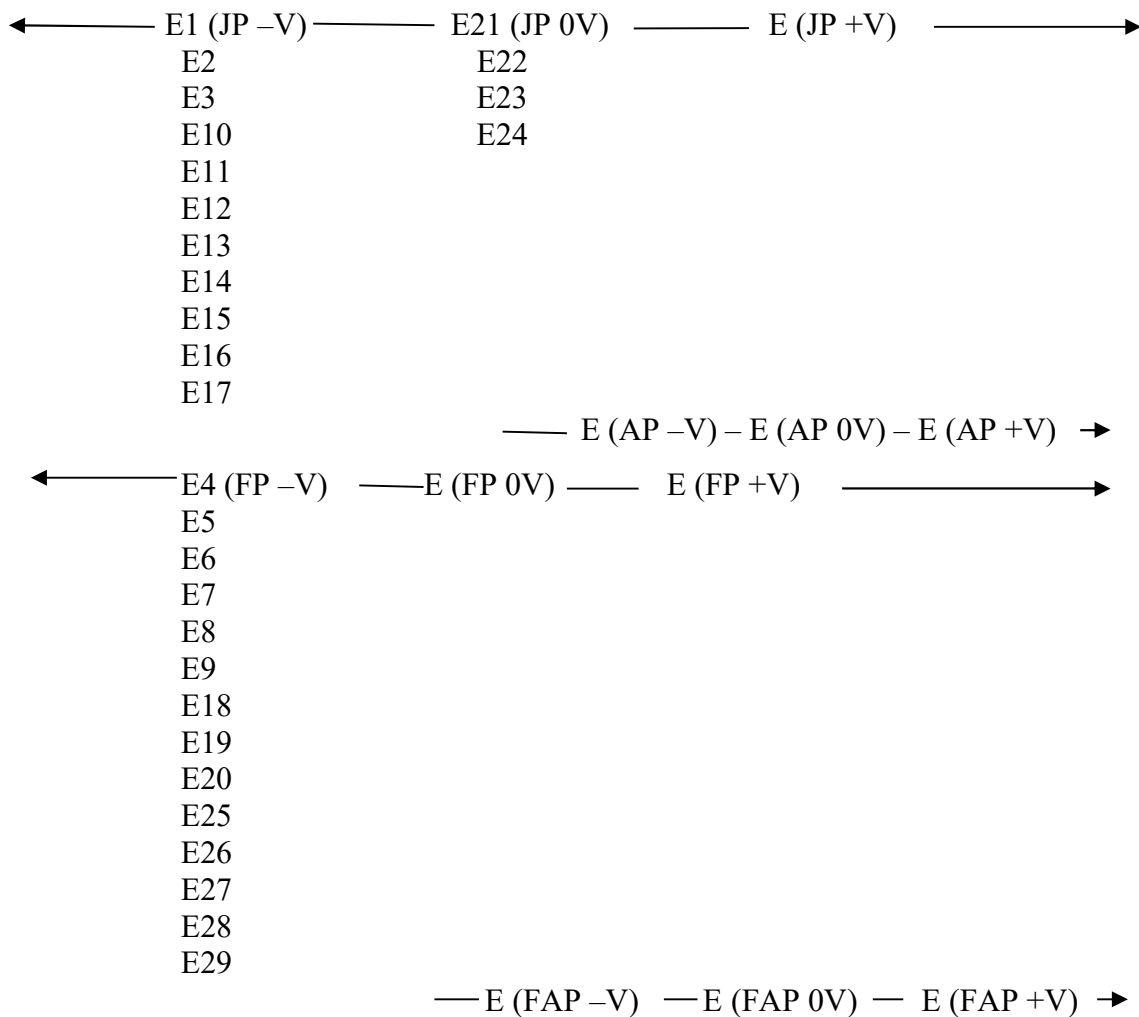 E1 (JP –V) E21 (JP 0V) E (JP +V)
E2 E22
E3 E23
E10 E24
E11
E12
E13
E14
E15
E16
E17
E (AP –V) – E (AP 0V) – E (AP +V)
E4 (FP –V) E (FP 0V) E (FP +V)
E5
E6
E7
E8
E9
E18
E19
E20
E25
E26
E27
E28
E29
E (FAP –V) E (FAP 0V) E (FAP +V)